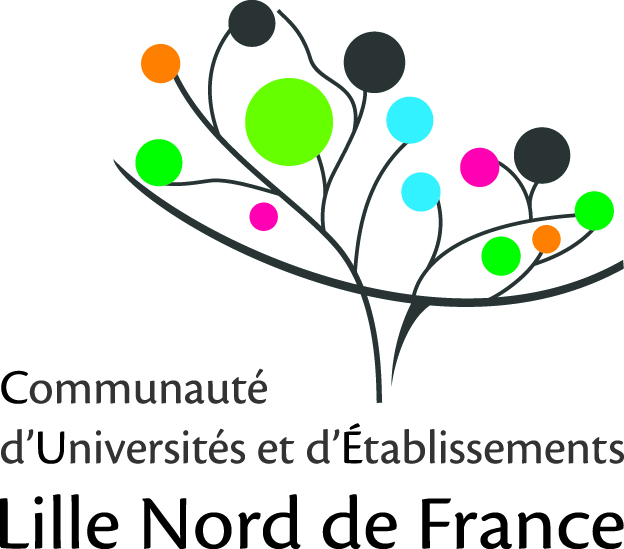 Communauté
d'Universités et d'Établissements
Lille Nord de France